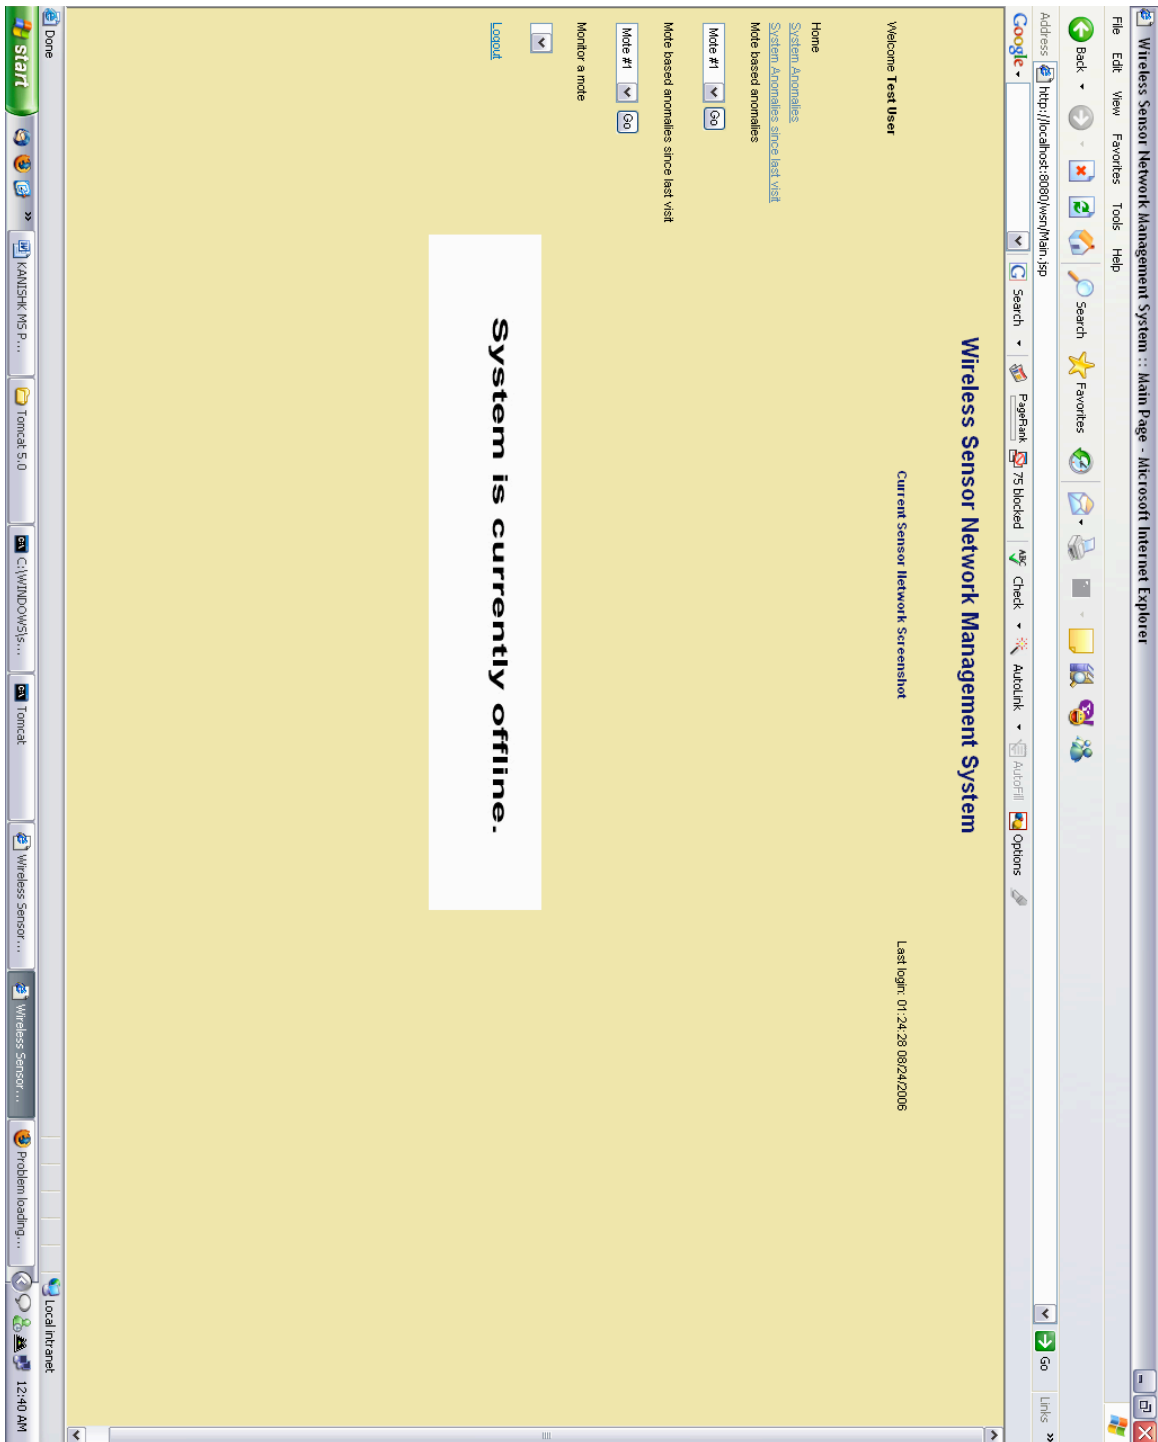 Wireless Sensor Network Management System :: Main Page - Microsoft Internet Explorer
File Edit View Favorites Tools Help
Back Search Favorites
Address http://localhost:8080/wsn/Main.jsp Go Links »
Google Search PageRank 75 blocked ABC Check AutoLink AutoFill Options
Wireless Sensor Network Management System
Welcome Test User Current Sensor Network Screenshot Last login: 01:24:28 08/24/2006
Home
System Anomalies
System Anomalies since last visit
Mote based anomalies
Mote #1 Go
Mote based anomalies since last visit
Mote #1 Go
Monitor a mote
Logout
System is currently offline.
Done Local intranet
start » KANISHK MS P... Tomcat 5.0 C:\WINDOWS\s... Tomcat Wireless Sensor... Wireless Sensor... Problem loading... 12:40 AM